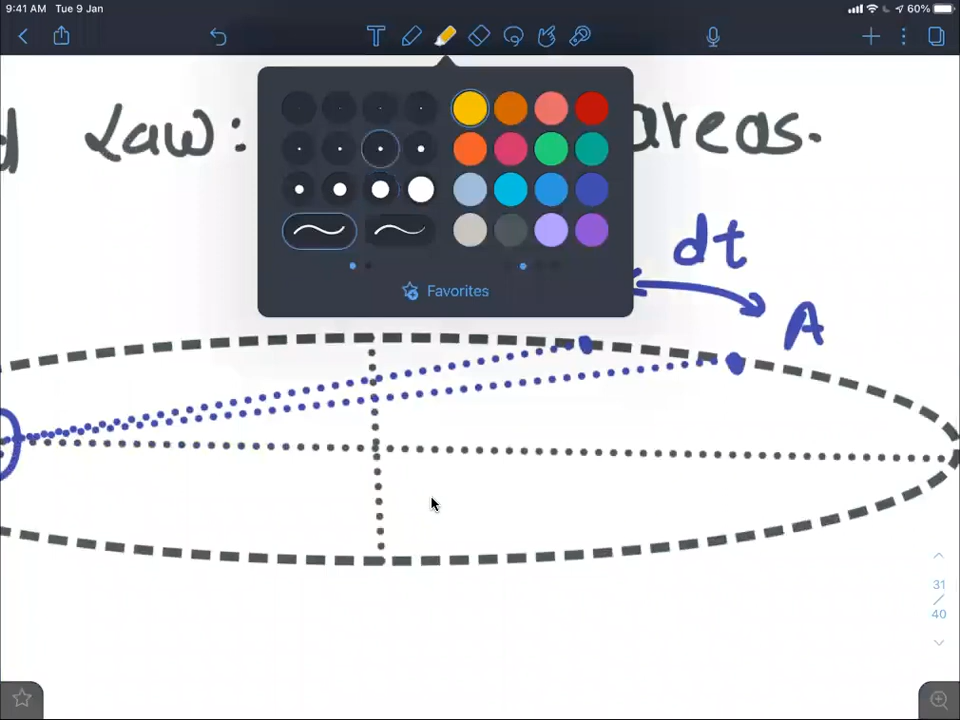 9:41 AM Tue 9 Jan
60%
T
Law: areas.
Favorites
dt
A
31
/
40